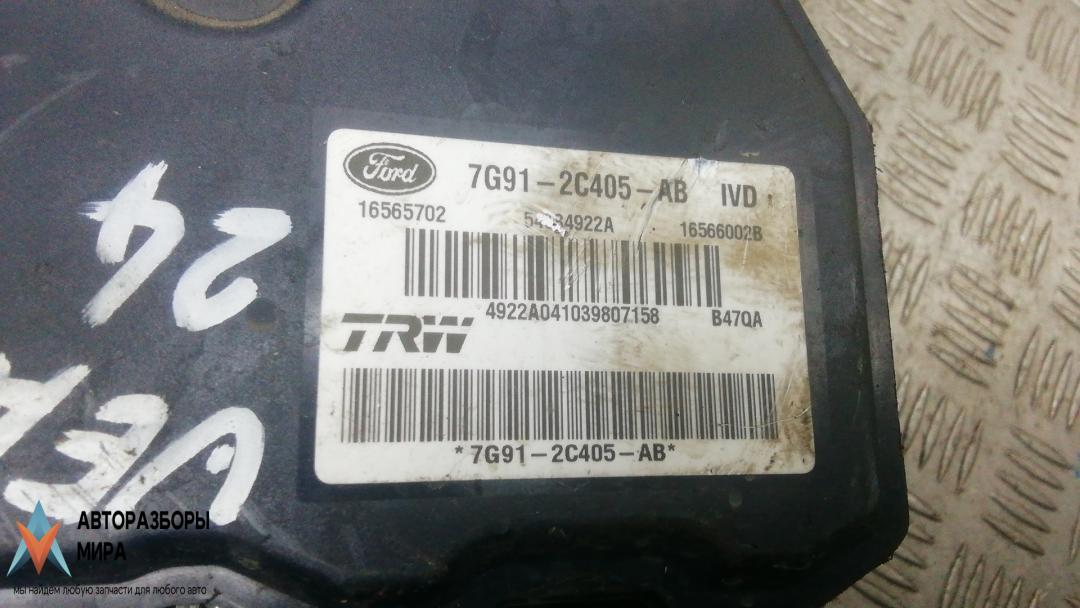 Ford
7G91-2C405-AB IVD
16565702 16566002B
4922A041039807158 B47QA
TRW
*7G91-2C405-AB*
24
АВТОРАЗБОРЫ
МИРА
мы найдем любую запчасти для любого авто